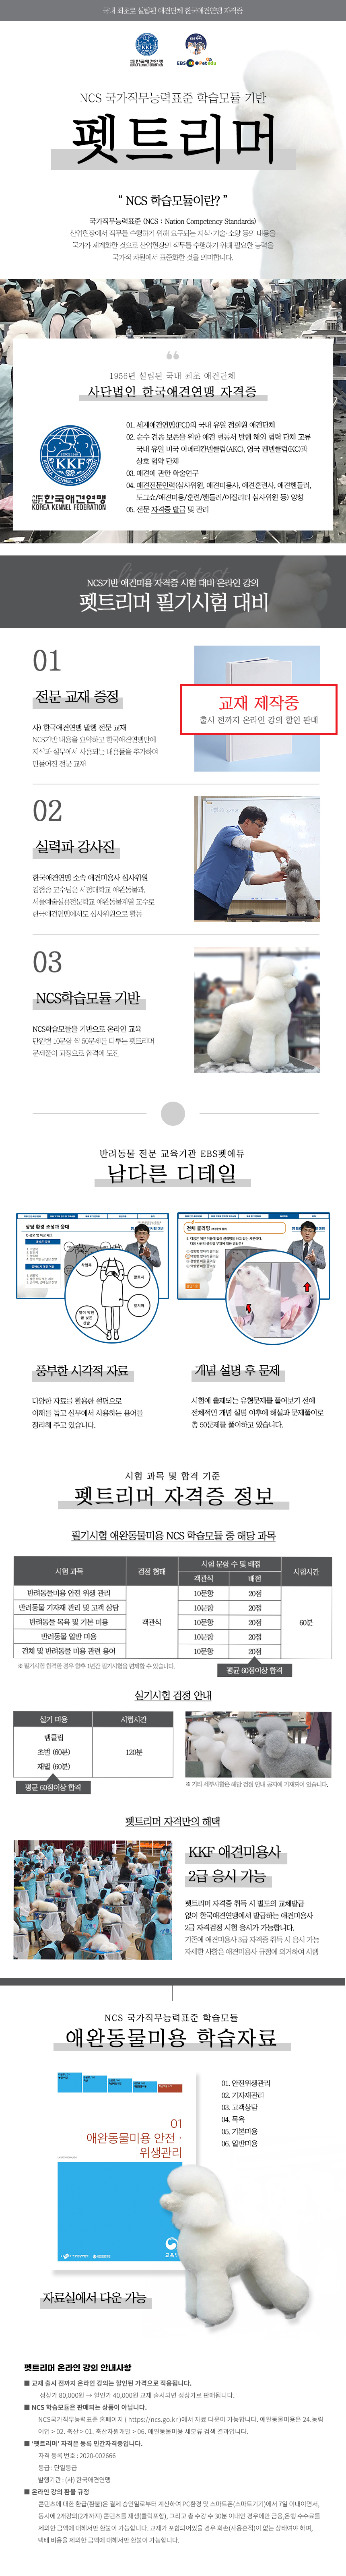 국내 최초로 설립된 애견단체 한국애견연맹 자격증
KKF
사단법인 한국애견연맹
KOREA KENNEL FEDERATION
NCS 국가직무능력표준 학습모듈 기반
펫트리머
“ NCS 학습모듈이란? ”
국가직무능력표준 (NCS : Nation Competency Standards)
산업현장에서 직무를 수행하기 위해 요구되는 지식·기술·소양 등의 내용을
국가가 체계화한 것으로 산업현장의 직무를 수행하기 위해 필요한 능력을
국가적 차원에서 표준화한 것을 의미합니다.
1956년 설립된 국내 최초 애견단체
사단법인 한국애견연맹 자격증
01. 세계애견연맹(FCI)의 국내 유일 정회원 애견단체
02. 순수 견종 보존을 위한 애견 혈통서 발행 해외 협력 단체 교류
국내 유일 미국 아메리칸켄넬클럽(AKC), 영국 켄넬클럽(KC)과
상호 협약 단체
03. 애견에 관한 학술연구
04. 애견전문인력(심사위원, 애견미용사, 애견훈련사, 애견핸들러,
도그쇼/애견미용/훈련/핸들러/어질리티 심사위원 등) 양성
05. 전문 자격증 발급 및 관리
KKF
사단법인 한국애견연맹
KOREA KENNEL FEDERATION
license test
NCS기반 애견미용 자격증 시험 대비 온라인 강의
펫트리머 필기시험 대비
01
전문 교재 증정
사) 한국애견연맹 발행 전문 교재
NCS기반 내용을 요약하고 한국애견연맹만에
지식과 실무에서 사용되는 내용들을 추가하여
만들어진 전문 교재
교재 제작중
출시 전까지 온라인 강의 할인 판매
02
실력파 강사진
한국애견연맹 소속 애견미용사 심사위원
김형종 교수님은 서정대학교 애완동물과,
서울예술실용전문학교 애완동물계열 교수로
한국애견연맹에서도 심사위원으로 활동
03
NCS학습모듈 기반
NCS학습모듈을 기반으로 온라인 교육
단원별 10문항 씩 50문제를 다루는 펫트리머
문제풀이 과정으로 합격에 도전
반려동물 전문 교육기관 EBS펫에듀
남다른 디테일
상담 환경 조성과 응대
전체 클리핑
풍부한 시각적 자료
다양한 자료를 활용한 설명으로
이해를 돕고 실무에서 사용하는 용어를
정리해 주고 있습니다.
개념 설명 후 문제
시험에 출제되는 유형문제를 풀어보기 전에
전체적인 개념 설명 이후에 해설과 문제풀이로
총 50문제를 풀이하고 있습니다.
시험 과목 및 합격 기준
펫트리머 자격증 정보
필기시험 애완동물미용 NCS 학습모듈 중 해당 과목
시험 과목 검정 형태 시험 문항 수 및 배점 시험시간
객관식 배점
반려동물미용 안전 위생 관리 10문항 20점
반려동물 기자재 관리 및 고객 상담 10문항 20점
반려동물 목욕 및 기본 미용 객관식 10문항 20점 60분
반려동물 일반 미용 10문항 20점
견체 및 반려동물 미용 관련 용어 10문항 20점
평균 60점이상 합격
실기시험 검정 안내
실기 미용 시험시간
램클립
초벌 (60분) 120분
재벌 (60분)
평균 60점이상 합격
※ 기타 세부사항은 해당 검정 안내 공지에 기재되어 있습니다.
펫트리머 자격만의 혜택
KKF 애견미용사
2급 응시 가능
펫트리머 자격증 취득 시 별도의 교체발급
없이 한국애견연맹에서 발급하는 애견미용사
2급 자격검정 시험 응시가 가능합니다.
기존에 애견미용사 3급 자격증 취득 시 응시 가능
자세한 사항은 애견미용사 규정에 의거하여 시행
NCS 국가직무능력표준 학습모듈
애완동물미용 학습자료
01
애완동물미용 안전 ·
위생관리
교육부
01. 안전위생관리
02. 기자재관리
03. 고객상담
04. 목욕
05. 기본미용
06. 일반미용
자료실에서 다운 가능
펫트리머 온라인 강의 안내사항
■ 교재 출시 전까지 온라인 강의는 할인된 가격으로 적용됩니다.
정상가 80,000원 → 할인가 40,000원 교재 출시되면 정상가로 판매됩니다.
■ NCS 학습모듈은 판매되는 상품이 아닙니다.
NCS국가직무능력표준 홈페이지 ( https://ncs.go.kr )에서 자료 다운이 가능합니다. 애완동물미용은 24.농림
어업 > 02. 축산 > 01. 축산자원개발 > 06. 애완동물미용 세분류 검색 결과입니다.
■ '펫트리머' 자격은 등록 민간자격증입니다.
자격 등록 번호 : 2020-002666
등급 : 단일등급
발행기관 : (사) 한국애견연맹
■ 온라인 강의 환불 규정
콘텐츠에 대한 환급(환불)은 결제 승인일로부터 계산하여 PC환경 및 스마트폰(스마트기기)에서 7일 이내이면서,
동시에 2개강의(2개까지) 콘텐츠를 재생(클릭포함), 그리고 총 수강 수 30분 이내인 경우에만 금융,은행 수수료를
제외한 금액에 대해서만 환불이 가능합니다. 교재가 포함되어있을 경우 회손(사용흔적)이 없는 상태여야 하며,
택배 비용을 제외한 금액에 대해서만 환불이 가능합니다.